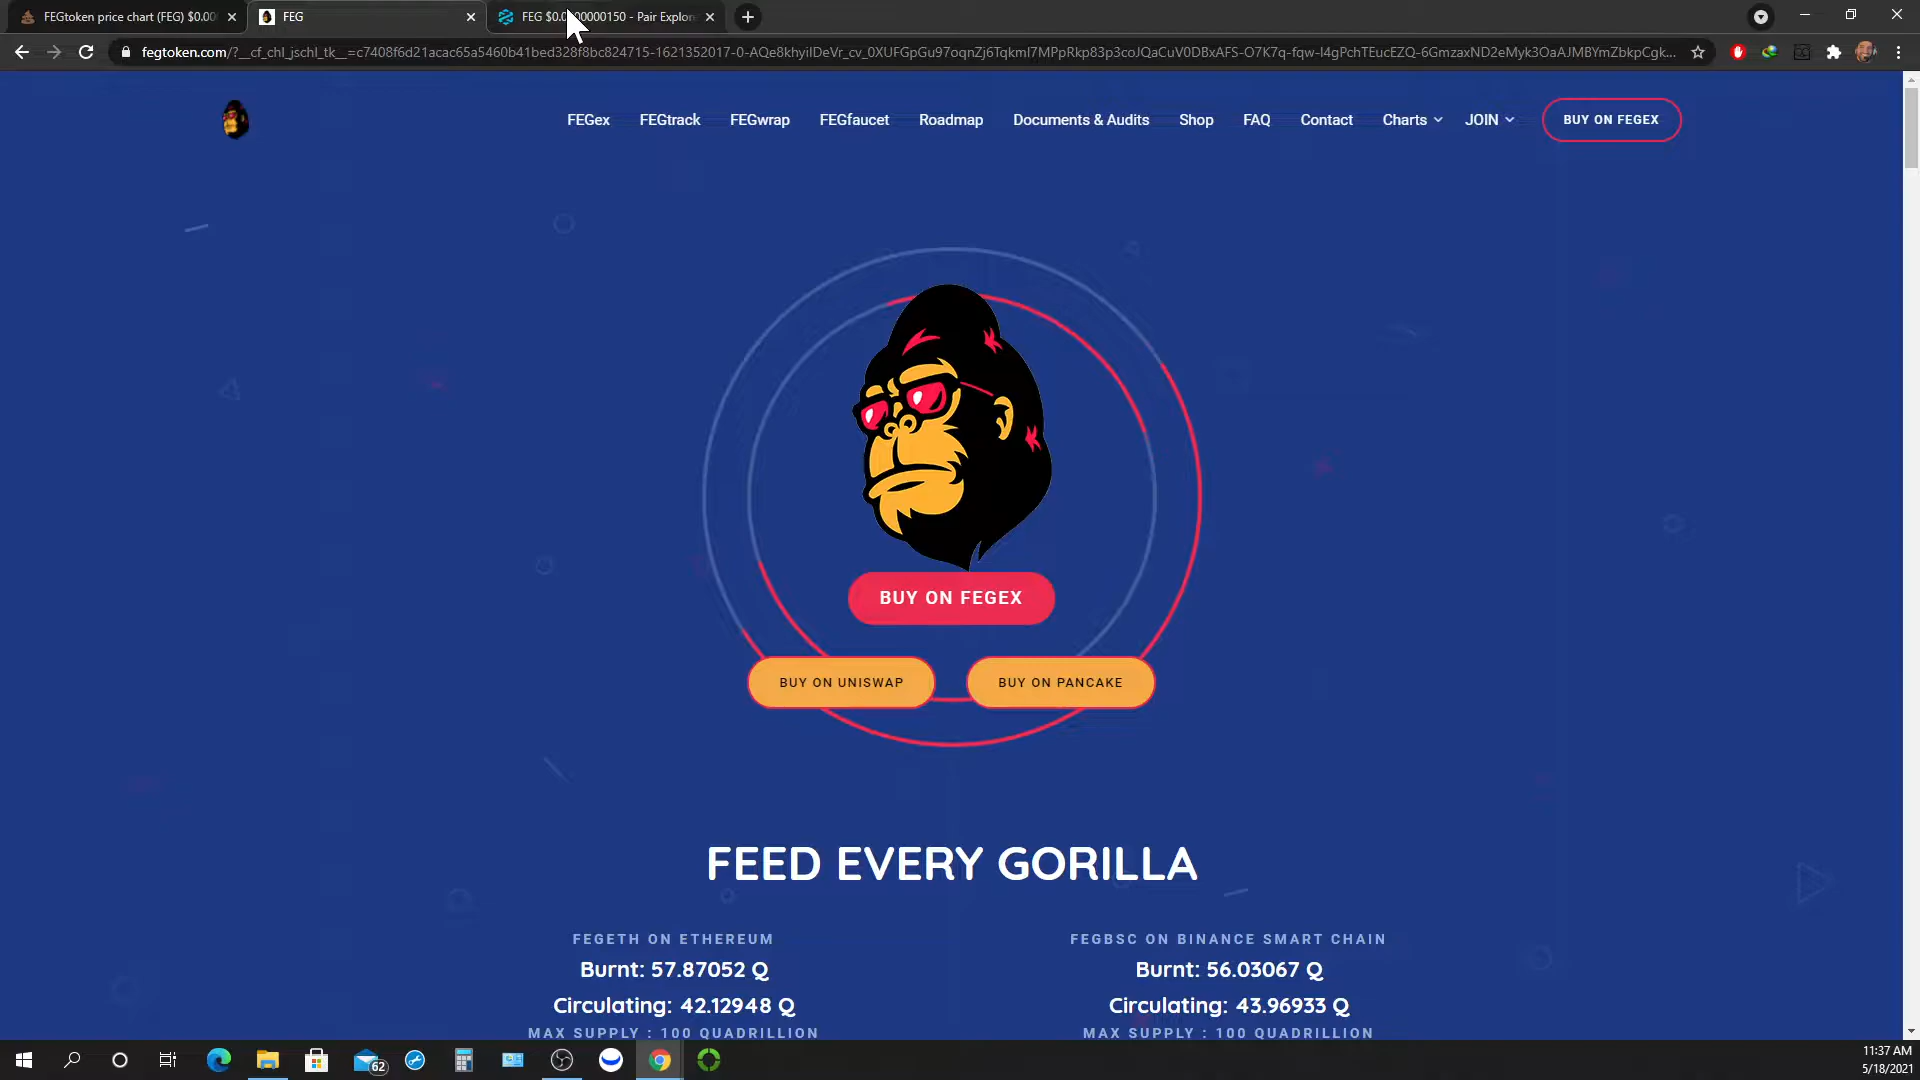 FEGtoken price chart (FEG) $0.00
FEG
FEG $0. 0000150 - Pair Explor
fegtoken.com/?__cf_chl_jschl_tk__=c7408f6d21acac65a5460b41bed328f8bc824715-1621352017-0-AQe8khyiIDeVr_cv_0XUFGpGu97oqnZj6Tqkml7MPpRkp83p3coJQaCuV0DBxAFS-O7K7q-fqw-l4gPchTEucEZQ-6GmzaxND2eMyk3OaAJMBYmZbkpCgk...
FEGex FEGtrack FEGwrap FEGfaucet Roadmap Documents & Audits Shop FAQ Contact Charts JOIN BUY ON FEGEX
BUY ON FEGEX
BUY ON UNISWAP BUY ON PANCAKE
FEED EVERY GORILLA
FEGETH ON ETHEREUM FEGBSC ON BINANCE SMART CHAIN
Burnt: 57.87052 Q Burnt: 56.03067 Q
Circulating: 42.12948 Q Circulating: 43.96933 Q
MAX SUPPLY : 100 QUADRILLION MAX SUPPLY : 100 QUADRILLION
62
11:37 AM
5/18/2021